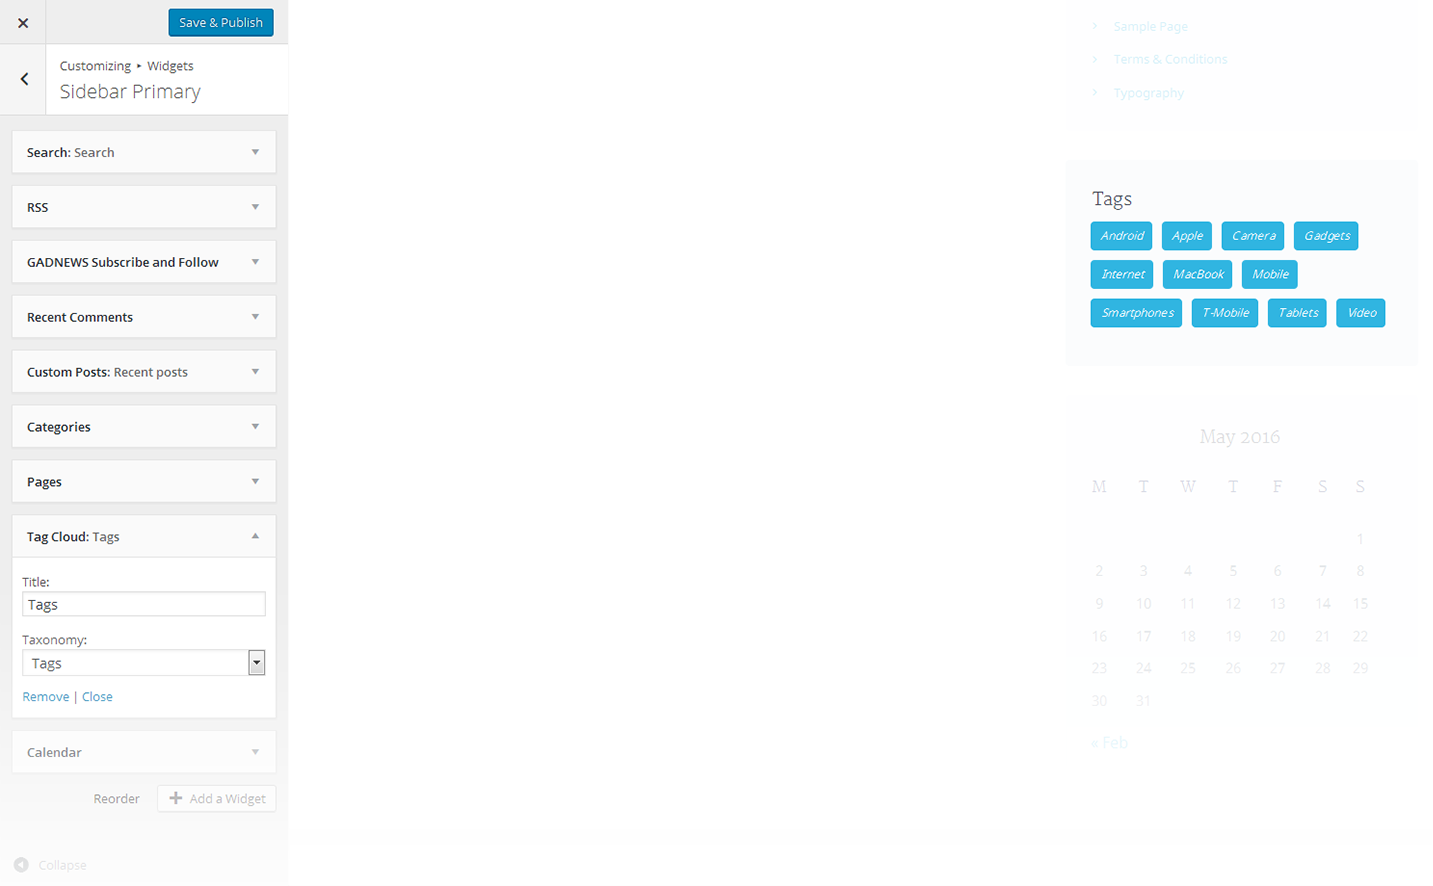 Save & Publish
Customizing ▸ Widgets
Sidebar Primary
Search: Search
RSS
GADNEWS Subscribe and Follow
Recent Comments
Custom Posts: Recent posts
Categories
Pages
Tag Cloud: Tags
Title:
Tags
Taxonomy:
Tags
Remove | Close
Calendar
Reorder
Add a Widget
Collapse
Sample Page
Terms & Conditions
Typography
Tags
Android Apple Camera Gadgets
Internet MacBook Mobile
Smartphones T-Mobile Tablets Video
May 2016
M T W T F S S
1
2 3 4 5 6 7 8
9 10 11 12 13 14 15
16 17 18 19 20 21 22
23 24 25 26 27 28 29
30 31
« Feb